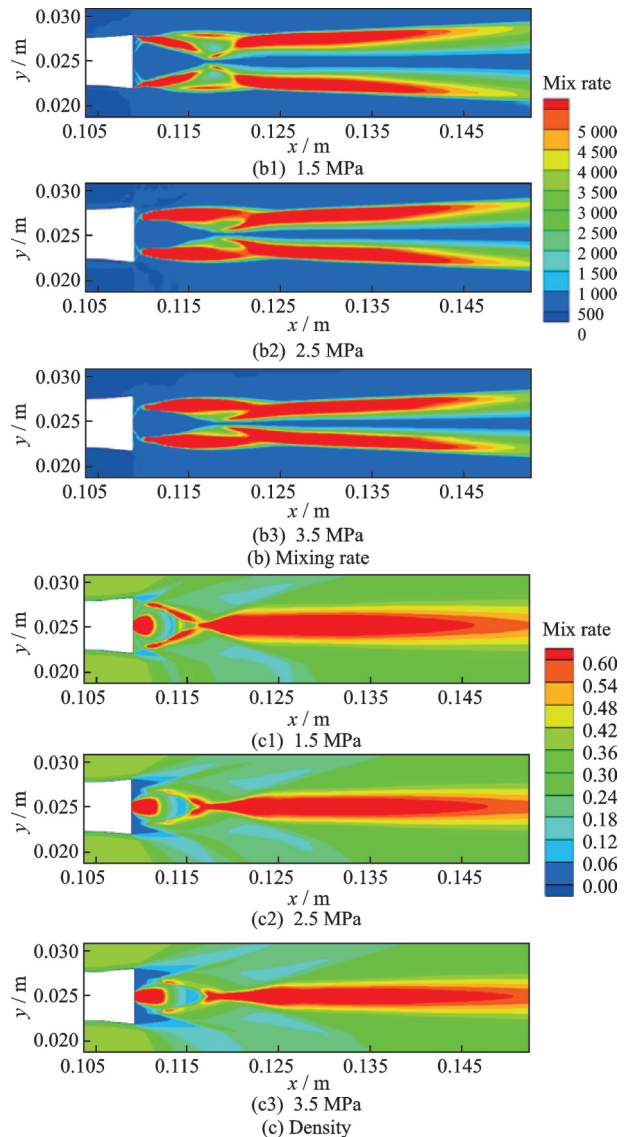 0.030
0.025
0.020
y / m
0.105 0.115 0.125 0.135 0.145
x / m
(b1) 1.5 MPa
Mix rate
5 000
4 500
4 000
3 500
3 000
2 500
2 000
1 500
1 000
500
0
0.030
0.025
0.020
y / m
0.105 0.115 0.125 0.135 0.145
x / m
(b2) 2.5 MPa
0.030
0.025
0.020
y / m
0.105 0.115 0.125 0.135 0.145
x / m
(b3) 3.5 MPa
(b) Mixing rate
0.030
0.025
0.020
y / m
0.105 0.115 0.125 0.135 0.145
x / m
(c1) 1.5 MPa
Mix rate
0.60
0.54
0.48
0.42
0.36
0.30
0.24
0.18
0.12
0.06
0.00
0.030
0.025
0.020
y / m
0.105 0.115 0.125 0.135 0.145
x / m
(c2) 2.5 MPa
0.030
0.025
0.020
y / m
0.105 0.115 0.125 0.135 0.145
x / m
(c3) 3.5 MPa
(c) Density